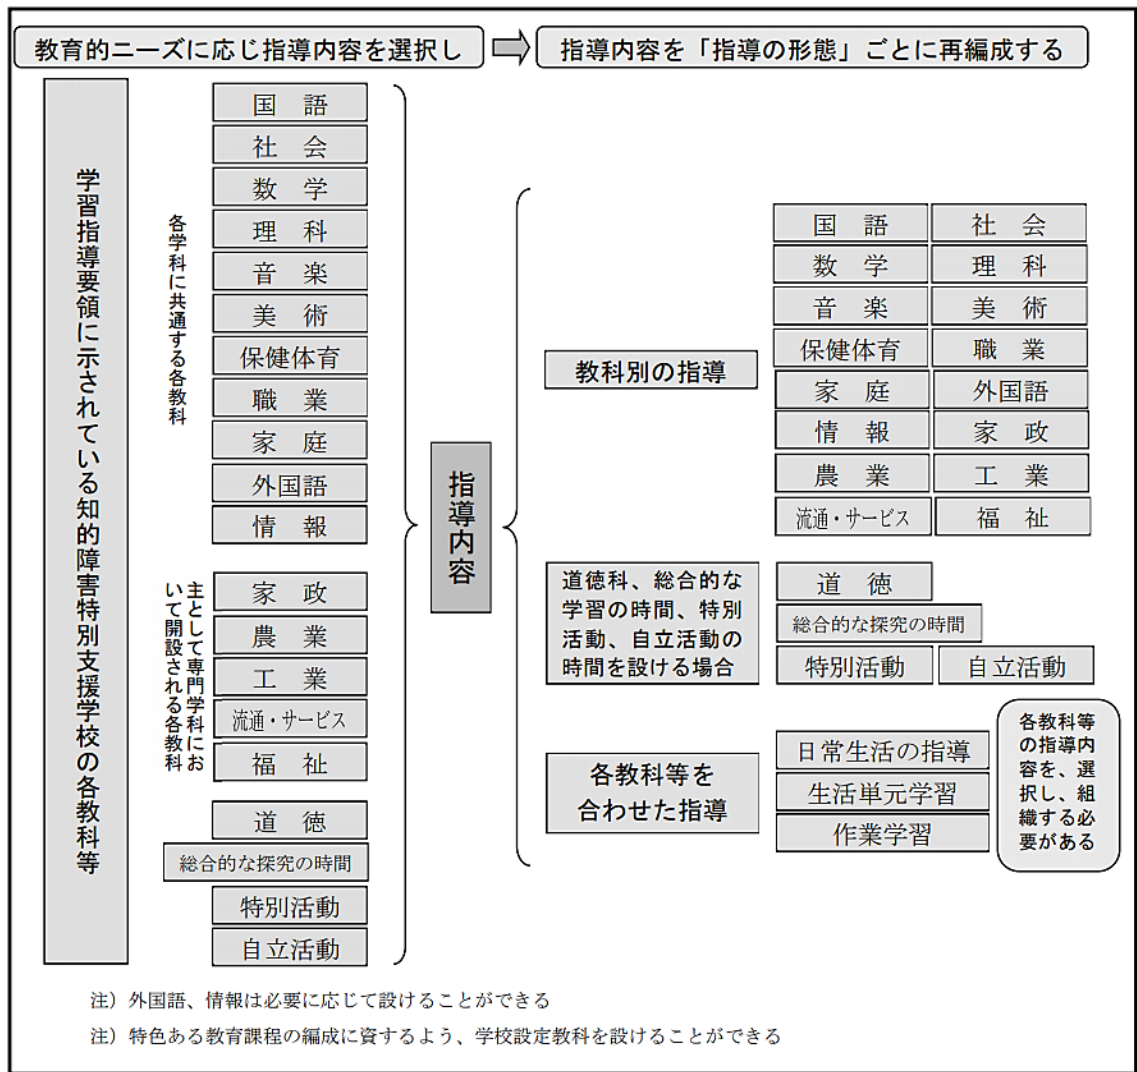 教育的ニーズに応じ指導内容を選択し
指導内容を「指導の形態」ごとに再編成する
学習指導要領に示されている知的障害特別支援学校の各教科等
各学科に共通する各教科
国 語
社 会
数 学
理 科
音 楽
美 術
保健体育
職 業
家 庭
外国語
情 報
主として専門学科にお
いて開設される各教科
家 政
農 業
工 業
流通・サービス
福 祉
道 徳
総合的な探究の時間
特別活動
自立活動
指導内容
教科別の指導
国 語 社 会
数 学 理 科
音 楽 美 術
保健体育 職 業
家 庭 外国語
情 報 家 政
農 業 工 業
流通・サービス 福 祉
道徳科、総合的な
学習の時間、特別
活動、自立活動の
時間を設ける場合
道 徳
総合的な探究の時間
特別活動 自立活動
各教科等を
合わせた指導
日常生活の指導
生活単元学習
作業学習
各教科等
の指導内
容を、選
択し、組
織する必
要がある
注）外国語、情報は必要に応じて設けることができる
注）特色ある教育課程の編成に資するよう、学校設定教科を設けることができる